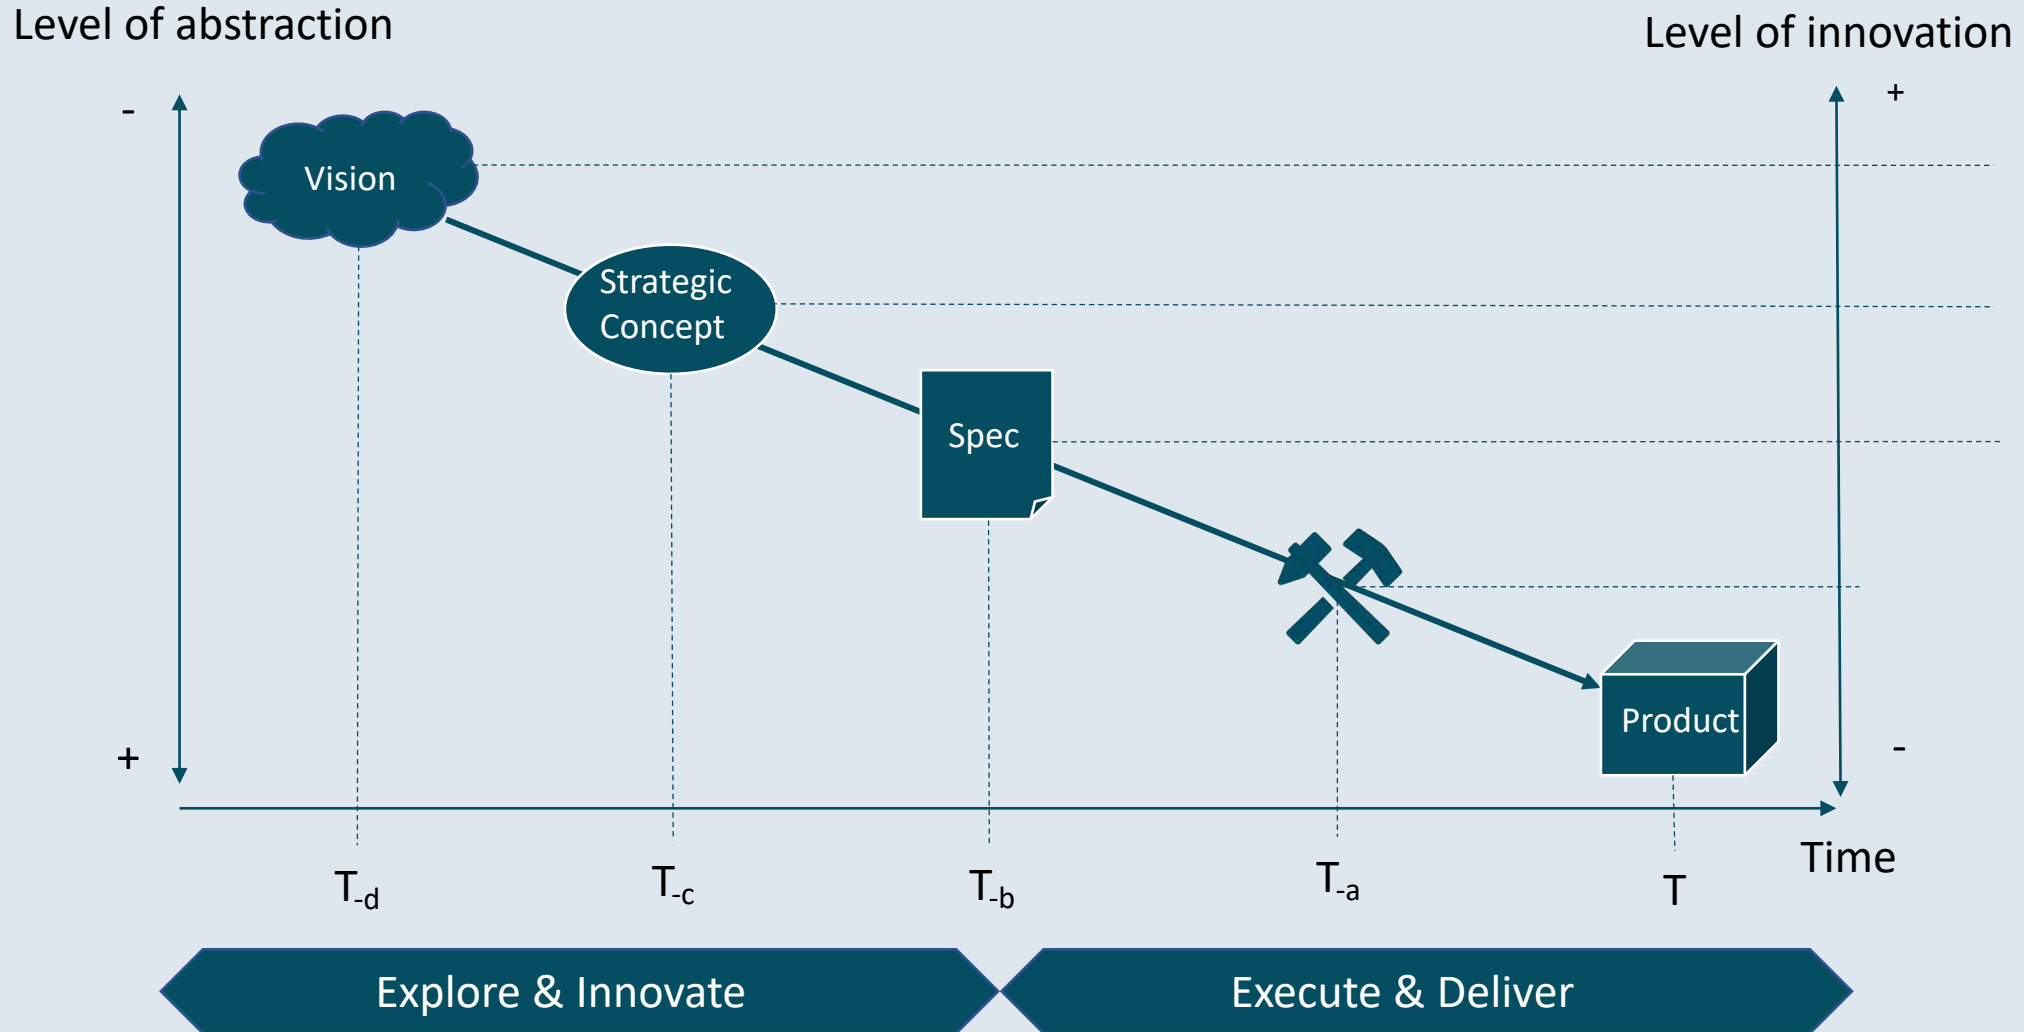 Level of abstraction
Level of innovation
-
+
Vision
Strategic
Concept
Spec
Product
+
-
Time
T-d
T-c
T-b
T-a
T
Explore & Innovate
Execute & Deliver